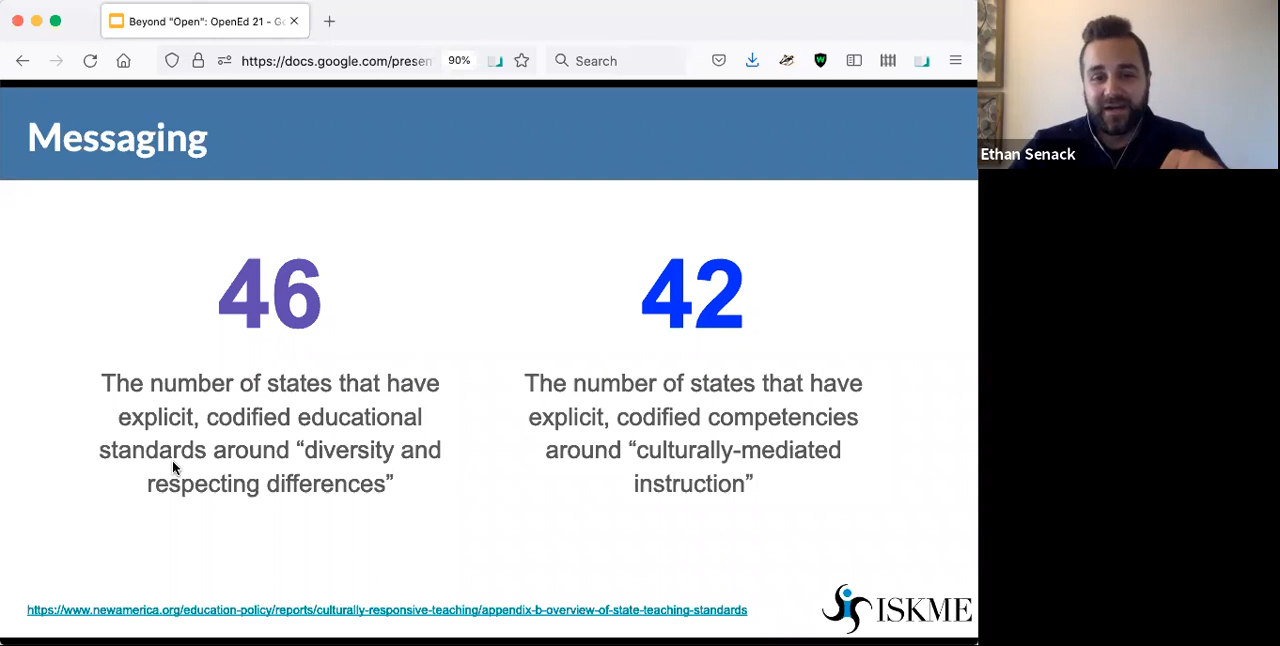 Beyond "Open": OpenEd 21 - Go
https://docs.google.com/presen
90%
Search
Ethan Senack
Messaging
46
The number of states that have
explicit, codified educational
standards around “diversity and
respecting differences”
42
The number of states that have
explicit, codified competencies
around “culturally-mediated
instruction”
https://www.newamerica.org/education-policy/reports/culturally-responsive-teaching/appendix-b-overview-of-state-teaching-standards
ISKME